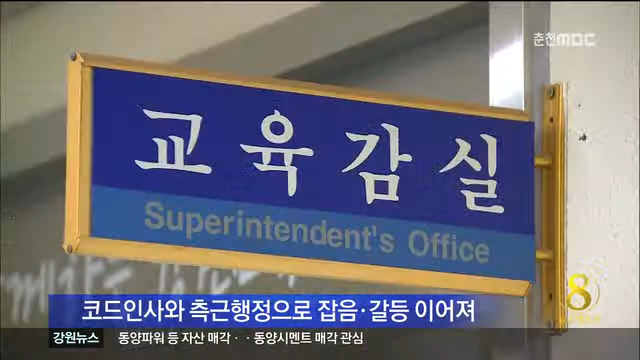 춘천MBC
교육감실
Superintendent's Office
8
코드인사와 측근행정으로 잡음·갈등 이어져
강원뉴스 동양파워 등 자산 매각·· 동양시멘트 매각 관심